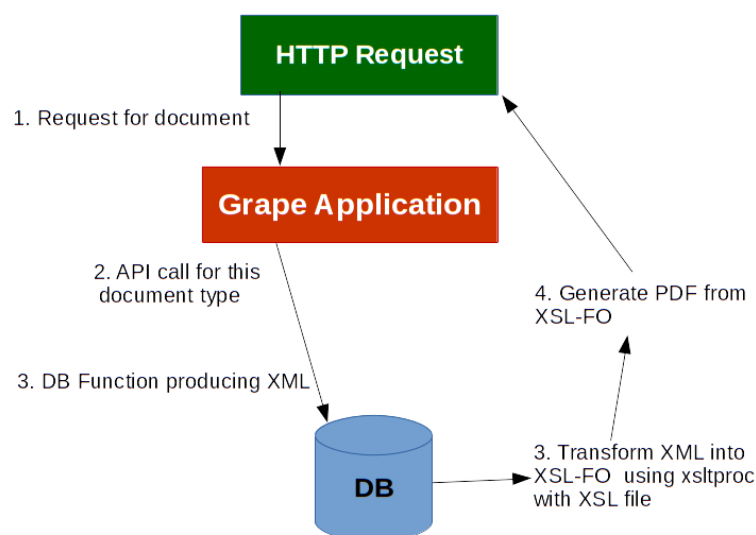 HTTP Request
1. Request for document
Grape Application
2. API call for this
document type
3. DB Function producing XML
DB
3. Transform XML into
XSL-FO  using xsltproc
with XSL file
4. Generate PDF from
XSL-FO